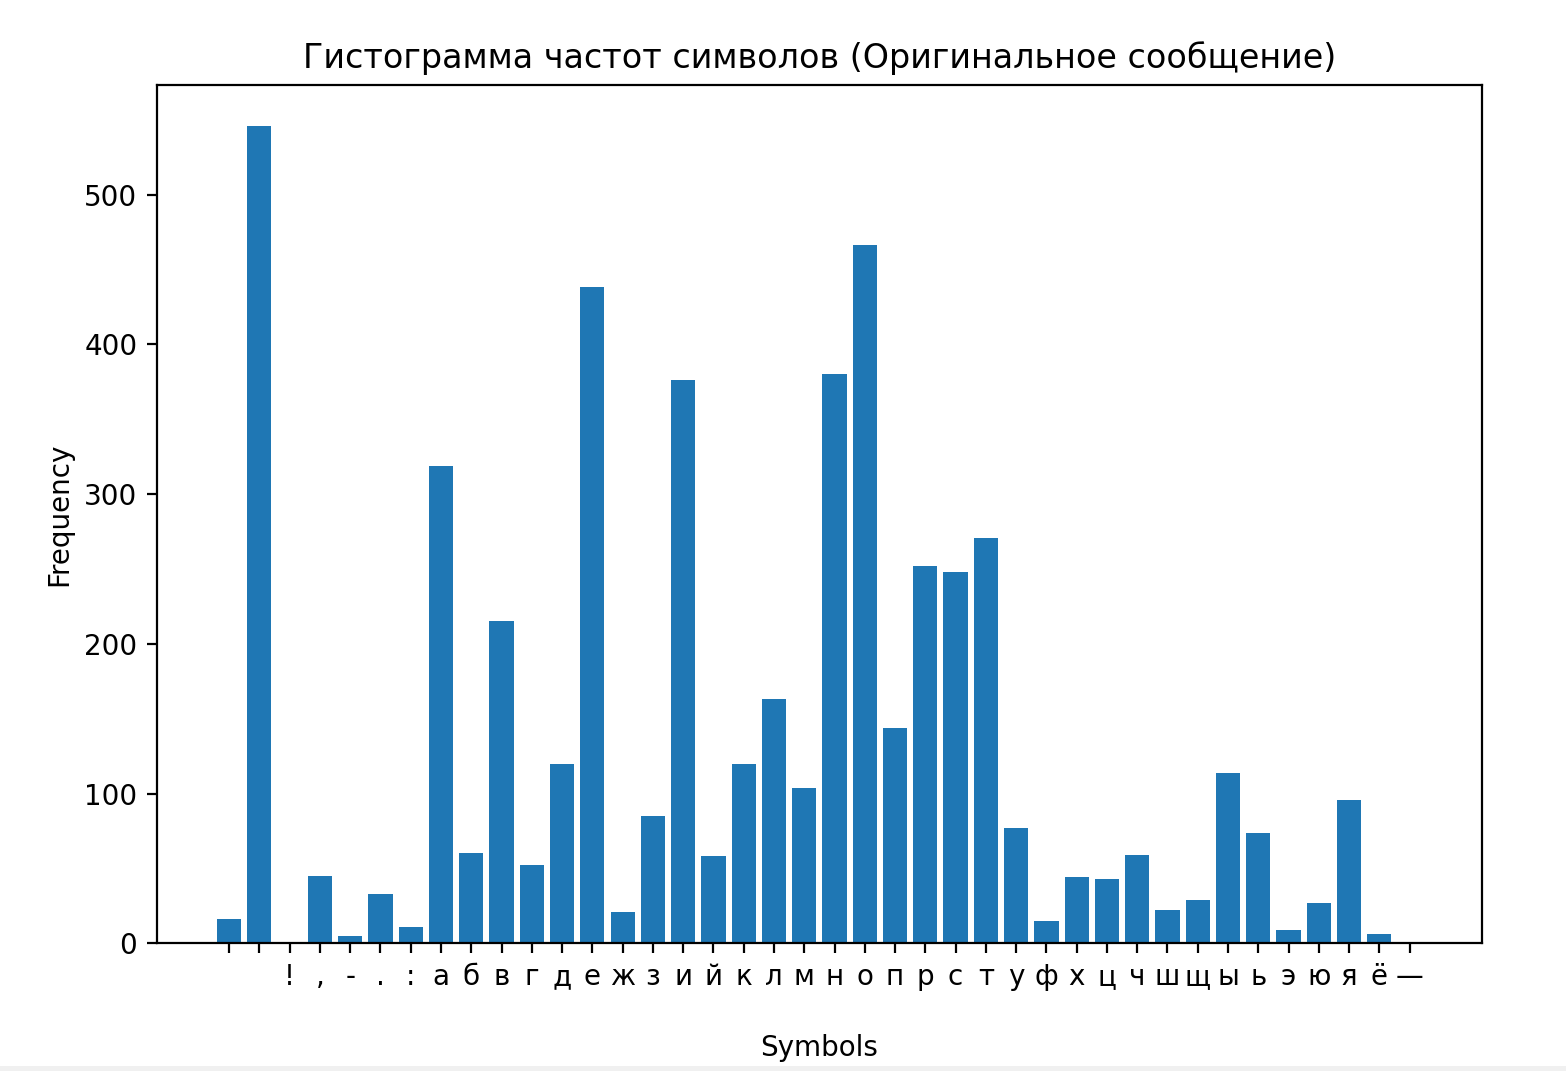 Гистограмма частот символов (Оригинальное сообщение)
500
400
300
200
100
0
Frequency
! , - . : а б в г д е ж з и й к л м н о п р с т у ф х ц ч ш щ ы ь э ю я ё —
Symbols